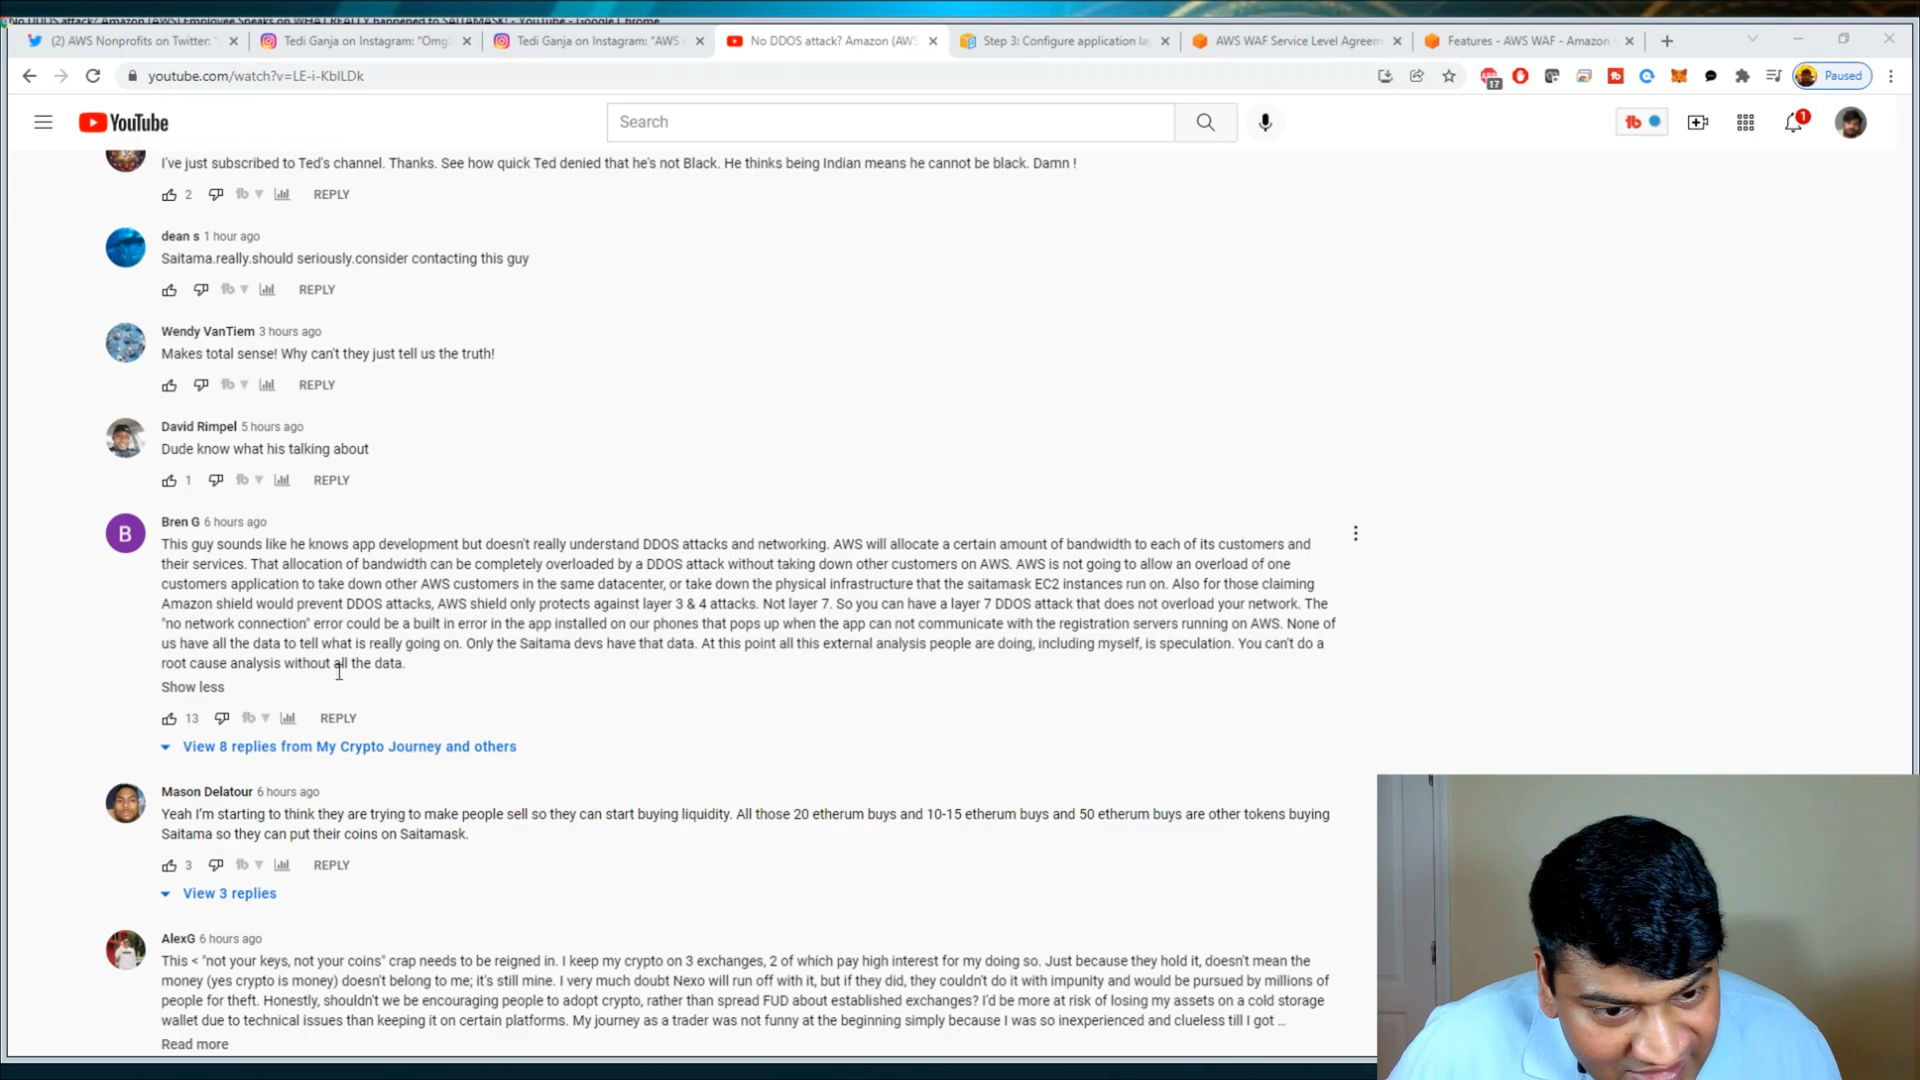 No DDOS attack? Amazon (AWS) Employee Speaks on WHAT REALLY happened to SAITAMASK! - YouTube - Google Chrome
(2) AWS Nonprofits on Twitter: "
Tedi Ganja on Instagram: "Omg!
Tedi Ganja on Instagram: "AWS
No DDOS attack? Amazon (AWS
Step 3: Configure application la
AWS WAF Service Level Agreem
Features - AWS WAF - Amazon
youtube.com/watch?v=LE-i-KbILDk
17
Paused
YouTube
Search
1
I've just subscribed to Ted's channel. Thanks. See how quick Ted denied that he's not Black. He thinks being Indian means he cannot be black. Damn !
2 REPLY
dean s 1 hour ago
Saitama.really.should seriously.consider contacting this guy
REPLY
Wendy VanTiem 3 hours ago
Makes total sense! Why can't they just tell us the truth!
REPLY
David Rimpel 5 hours ago
Dude know what his talking about
1 REPLY
B
Bren G 6 hours ago
This guy sounds like he knows app development but doesn't really understand DDOS attacks and networking. AWS will allocate a certain amount of bandwidth to each of its customers and
their services. That allocation of bandwidth can be completely overloaded by a DDOS attack without taking down other customers on AWS. AWS is not going to allow an overload of one
customers application to take down other AWS customers in the same datacenter, or take down the physical infrastructure that the saitamask EC2 instances run on. Also for those claiming
Amazon shield would prevent DDOS attacks, AWS shield only protects against layer 3 & 4 attacks. Not layer 7. So you can have a layer 7 DDOS attack that does not overload your network. The
"no network connection" error could be a built in error in the app installed on our phones that pops up when the app can not communicate with the registration servers running on AWS. None of
us have all the data to tell what is really going on. Only the Saitama devs have that data. At this point all this external analysis people are doing, including myself, is speculation. You can't do a
root cause analysis without all the data.
Show less
13 REPLY
View 8 replies from My Crypto Journey and others
Mason Delatour 6 hours ago
Yeah I'm starting to think they are trying to make people sell so they can start buying liquidity. All those 20 etherum buys and 10-15 etherum buys and 50 etherum buys are other tokens buying
Saitama so they can put their coins on Saitamask.
3 REPLY
View 3 replies
AlexG 6 hours ago
This < "not your keys, not your coins" crap needs to be reigned in. I keep my crypto on 3 exchanges, 2 of which pay high interest for my doing so. Just because they hold it, doesn't mean the
money (yes crypto is money) doesn't belong to me; it's still mine. I very much doubt Nexo will run off with it, but if they did, they couldn't do it with impunity and would be pursued by millions of
people for theft. Honestly, shouldn't we be encouraging people to adopt crypto, rather than spread FUD about established exchanges? I'd be more at risk of losing my assets on a cold storage
wallet due to technical issues than keeping it on certain platforms. My journey as a trader was not funny at the beginning simply because I was so inexperienced and clueless till I got ...
Read more